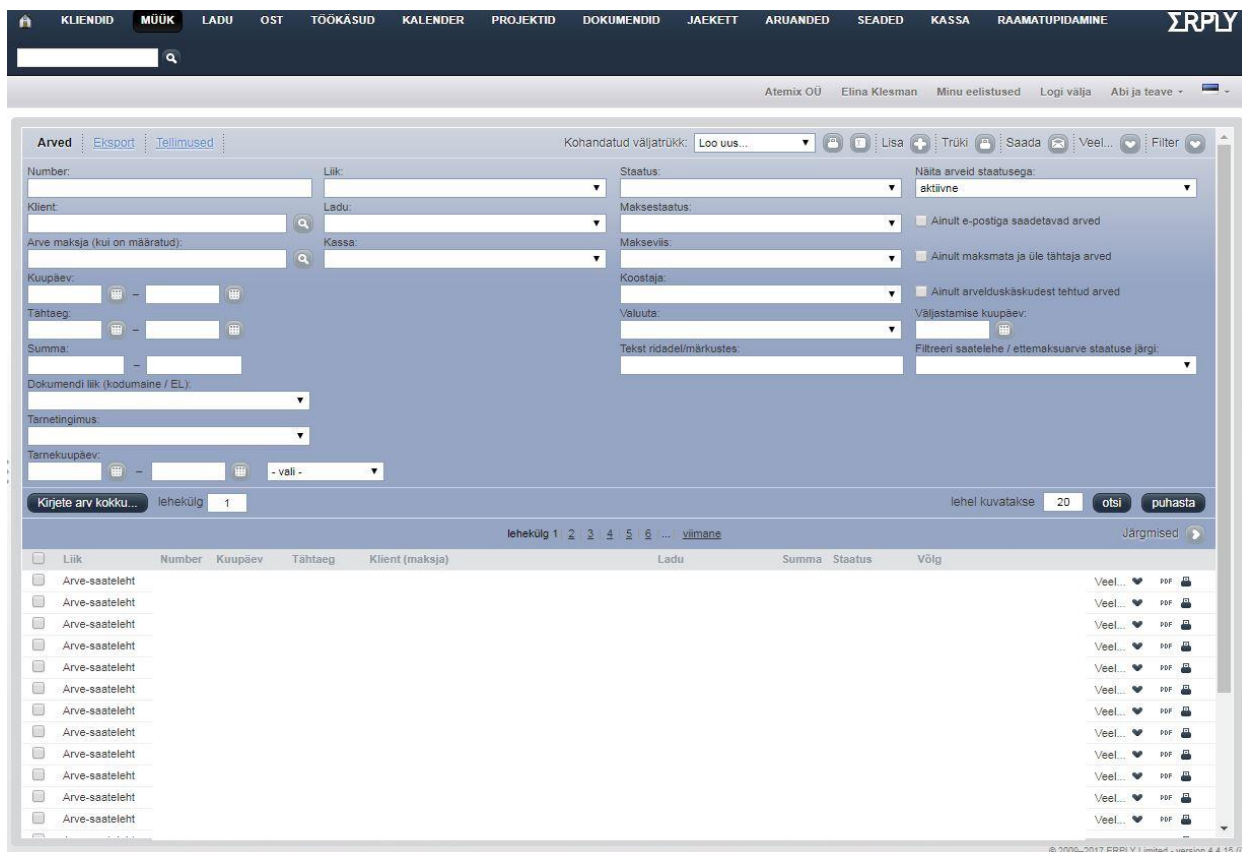 KLIENDID MÜÜK LADU OST TÖÖKÄSUD KALENDER PROJEKTID DOKUMENDID JAEKETT ARUANDED SEADED KASSA RAAMATUPIDAMINE ΣRPLY
Atemix OÜ Elina Klesman Minu eelistused Logi välja Abi ja teave
Arved Eksport Tellimused Kohandatud väljatrükk: Loo uus... Lisa Trüki Saada Veel... Filter
Number: Liik: Staatus: Näita arveid staatusega:
aktiivne
Klient: Ladu: Maksestaatus:
Ainult e-postiga saadetavad arved
Arve maksja (kui on määratud): Kassa: Makseviis:
Ainult maksmata ja üle tähtaja arved
Kuupäev: Koostaja:
– Ainult arvelduskäskudest tehtud arved
Tähtaeg: Valuuta: Väljastamise kuupäev:
–
Summa: Tekst ridadel/märkustes: Filtreeri saatelehe / ettemaksuarve staatuse järgi:
–
Dokumendi liik (kodumaine / EL):
Tarnetingimus:
Tarnekuupäev:
– - vali -
Kirjete arv kokku... lehekülg 1 lehel kuvatakse 20 otsi puhasta
lehekülg 1 2 3 4 5 6 ... viimane Järgmised
Liik Number Kuupäev Tähtaeg Klient (maksja) Ladu Summa Staatus Võlg
Arve-saateleht Veel... PDF
Arve-saateleht Veel... PDF
Arve-saateleht Veel... PDF
Arve-saateleht Veel... PDF
Arve-saateleht Veel... PDF
Arve-saateleht Veel... PDF
Arve-saateleht Veel... PDF
Arve-saateleht Veel... PDF
Arve-saateleht Veel... PDF
Arve-saateleht Veel... PDF
Arve-saateleht Veel... PDF
Arve-saateleht Veel... PDF
© 2009–2017 ERPLY Limited - version 4.4.15